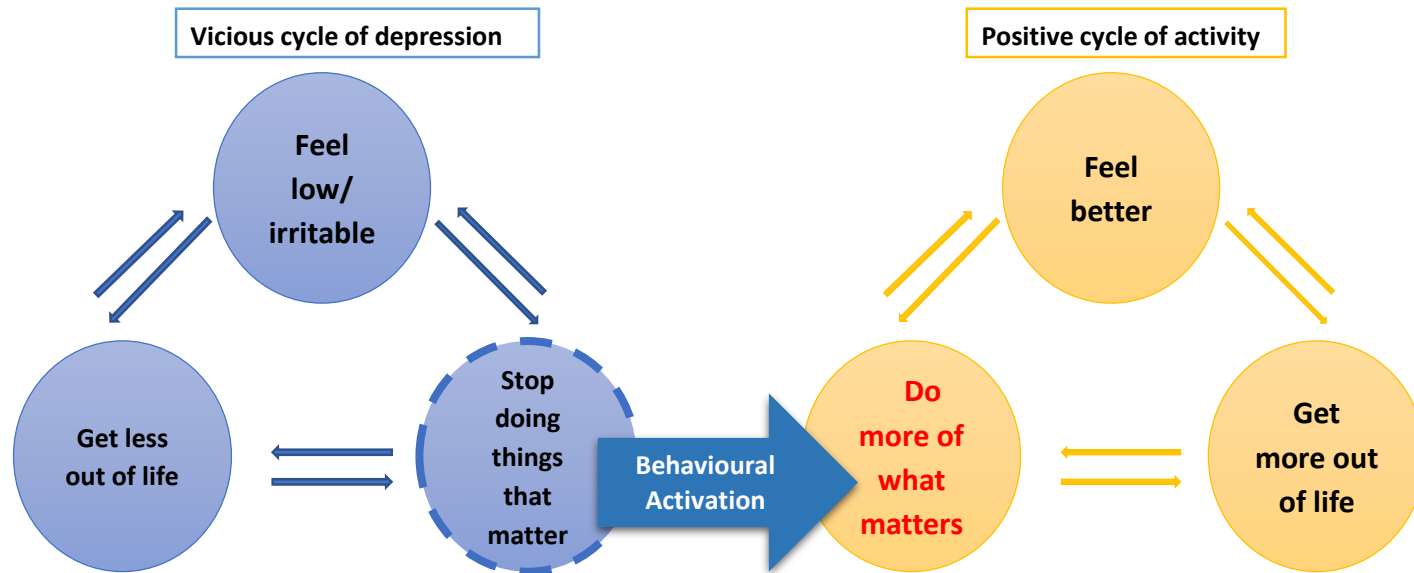 Vicious cycle of depression
Positive cycle of activity
Feel
low/
irritable
Feel
better
Get less
out of life
Stop
doing
things
that
matter
Behavioural
Activation
Do
more of
what
matters
Get
more out
of life